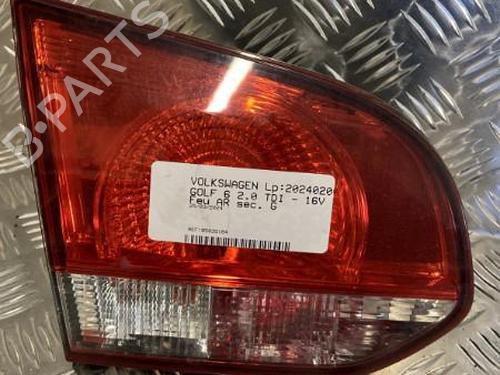 B-PARTS
VOLKSWAGEN Lp:2024020
GOLF 6 2.0 TDI - 16V
Feu AR sec. G